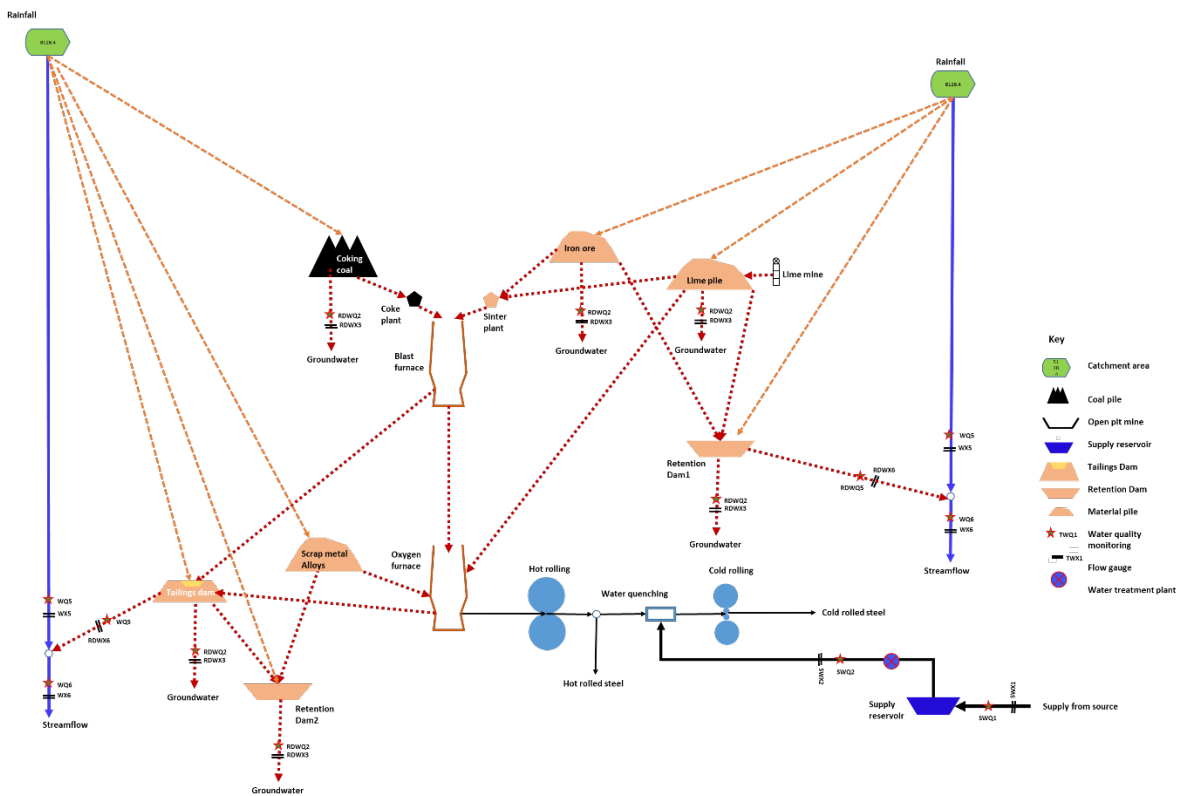 Rainfall
Rainfall
Coking
coal
Iron ore
Lime pile
Lime mine
Coke
plant
Sinter
plant
RDWQ2
RDWX3
Groundwater
RDWQ2
RDWX3
Groundwater
RDWQ2
RDWX3
Groundwater
Blast
furnace
Key
Catchment area
Coal pile
Open pit mine
Supply reservoir
Tailings Dam
Retention Dam
Material pile
TWQ1
Water quality
monitoring
TWX1
Flow gauge
Water treatment plant
WQ5
WX5
Retention
Dam1
RDWX6
RDWQ5
RDWQ2
RDWX3
Groundwater
WQ6
WX6
Streamflow
Scrap metal
Alloys
Oxygen
furnace
Hot rolling
Cold rolling
Water quenching
Cold rolled steel
Hot rolled steel
Tailings dam
WQ5
WX5
WQ5
RDWX6
RDWQ2
RDWX3
Groundwater
WQ6
WX6
Streamflow
Retention
Dam2
RDWQ2
RDWX3
Groundwater
SWX2
SWQ2
Supply
reservoir
SWQ1
SWX1
Supply from source